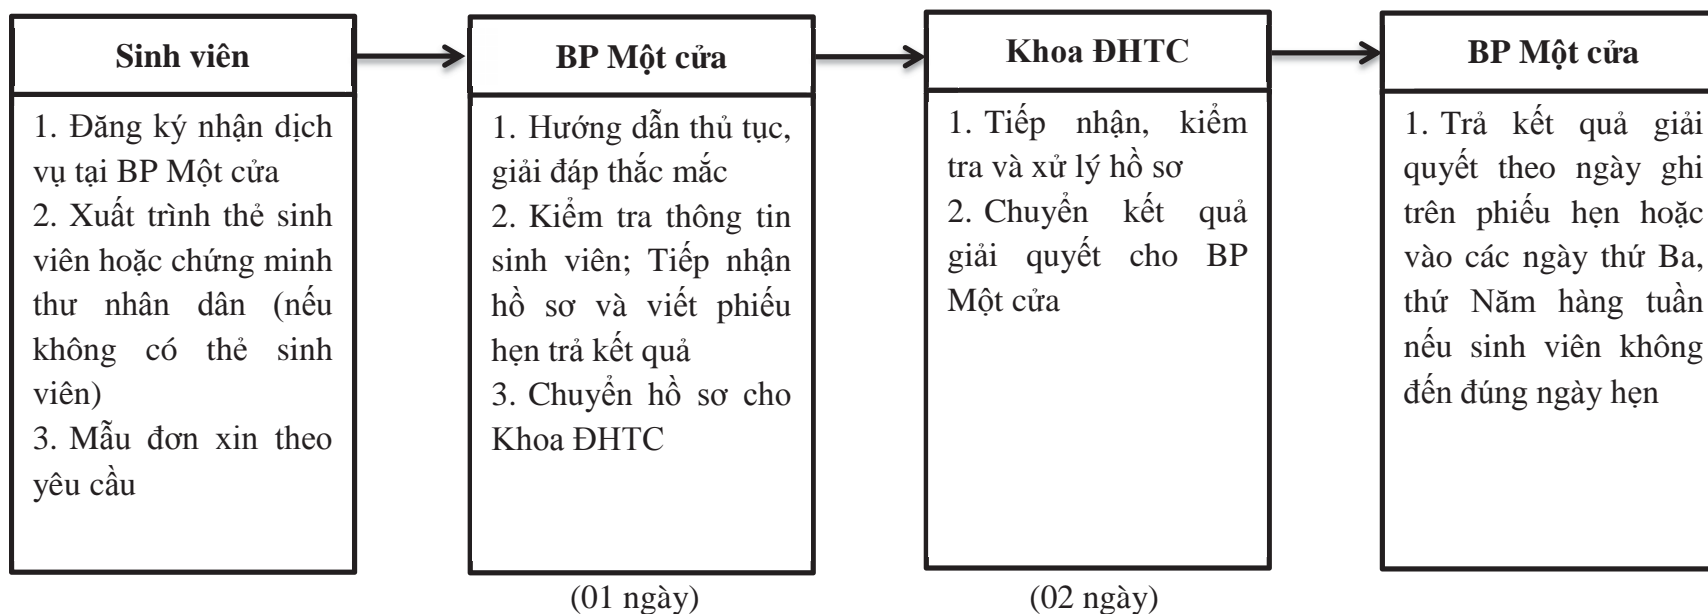 Sinh viên
1. Đăng ký nhận dịch
vụ tại BP Một cửa
2. Xuất trình thẻ sinh
viên hoặc chứng minh
thư nhân dân (nếu
không có thẻ sinh
viên)
3. Mẫu đơn xin theo
yêu cầu
BP Một cửa
1. Hướng dẫn thủ tục,
giải đáp thắc mắc
2. Kiểm tra thông tin
sinh viên; Tiếp nhận
hồ sơ và viết phiếu
hẹn trả kết quả
3. Chuyển hồ sơ cho
Khoa ĐHTC
(01 ngày)
Khoa ĐHTC
1. Tiếp nhận, kiểm
tra và xử lý hồ sơ
2. Chuyển kết quả
giải quyết cho BP
Một cửa
(02 ngày)
BP Một cửa
1. Trả kết quả giải
quyết theo ngày ghi
trên phiếu hẹn hoặc
vào các ngày thứ Ba,
thứ Năm hàng tuần
nếu sinh viên không
đến đúng ngày hẹn